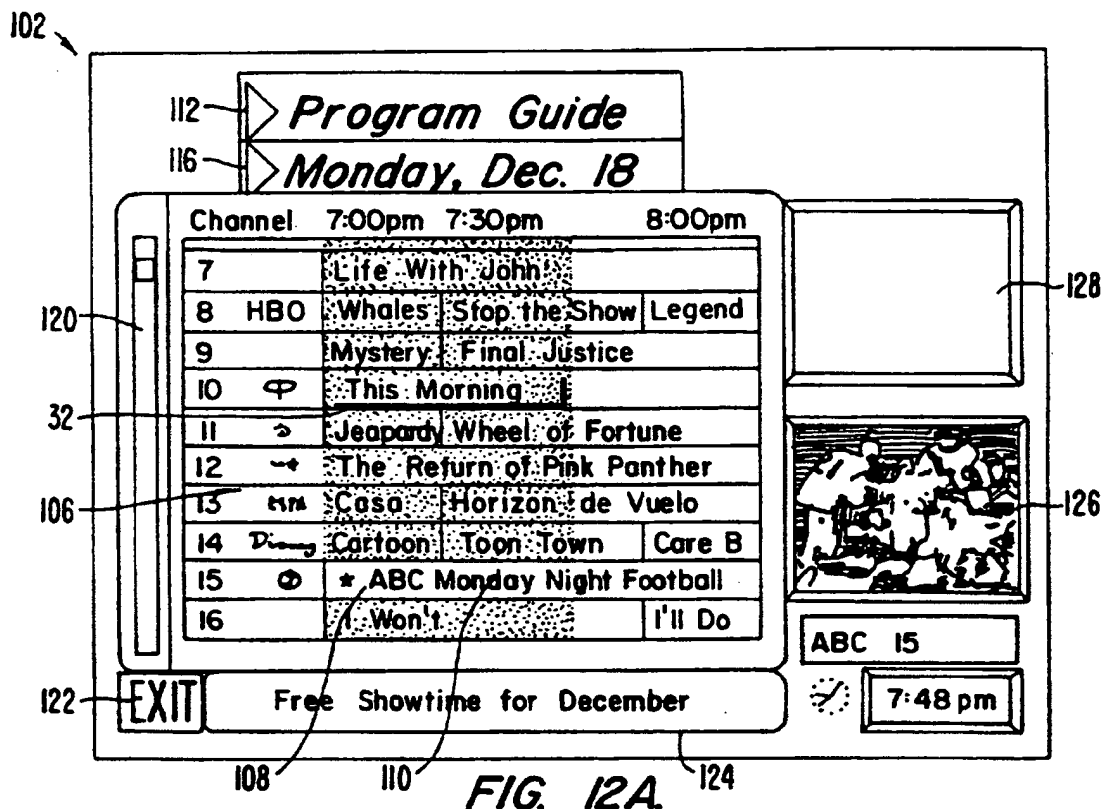 102
112
Program Guide
116
Monday, Dec. 18
Channel 7:00pm 7:30pm 8:00pm
7 Life With John
120
8 HBO Whales Stop the Show Legend
128
9 Mystery Final Justice
10 This Morning
32
11 Jeapardy Wheel of Fortune
12 The Return of Pink Panther
106
13 Casa Horizon de Vuelo
126
14 Disney Cartoon Toon Town Care B
15 * ABC Monday Night Football
16 I Won't I'll Do
ABC 15
122
EXIT Free Showtime for December
7:48 pm
108 110 124
FIG. 12A.